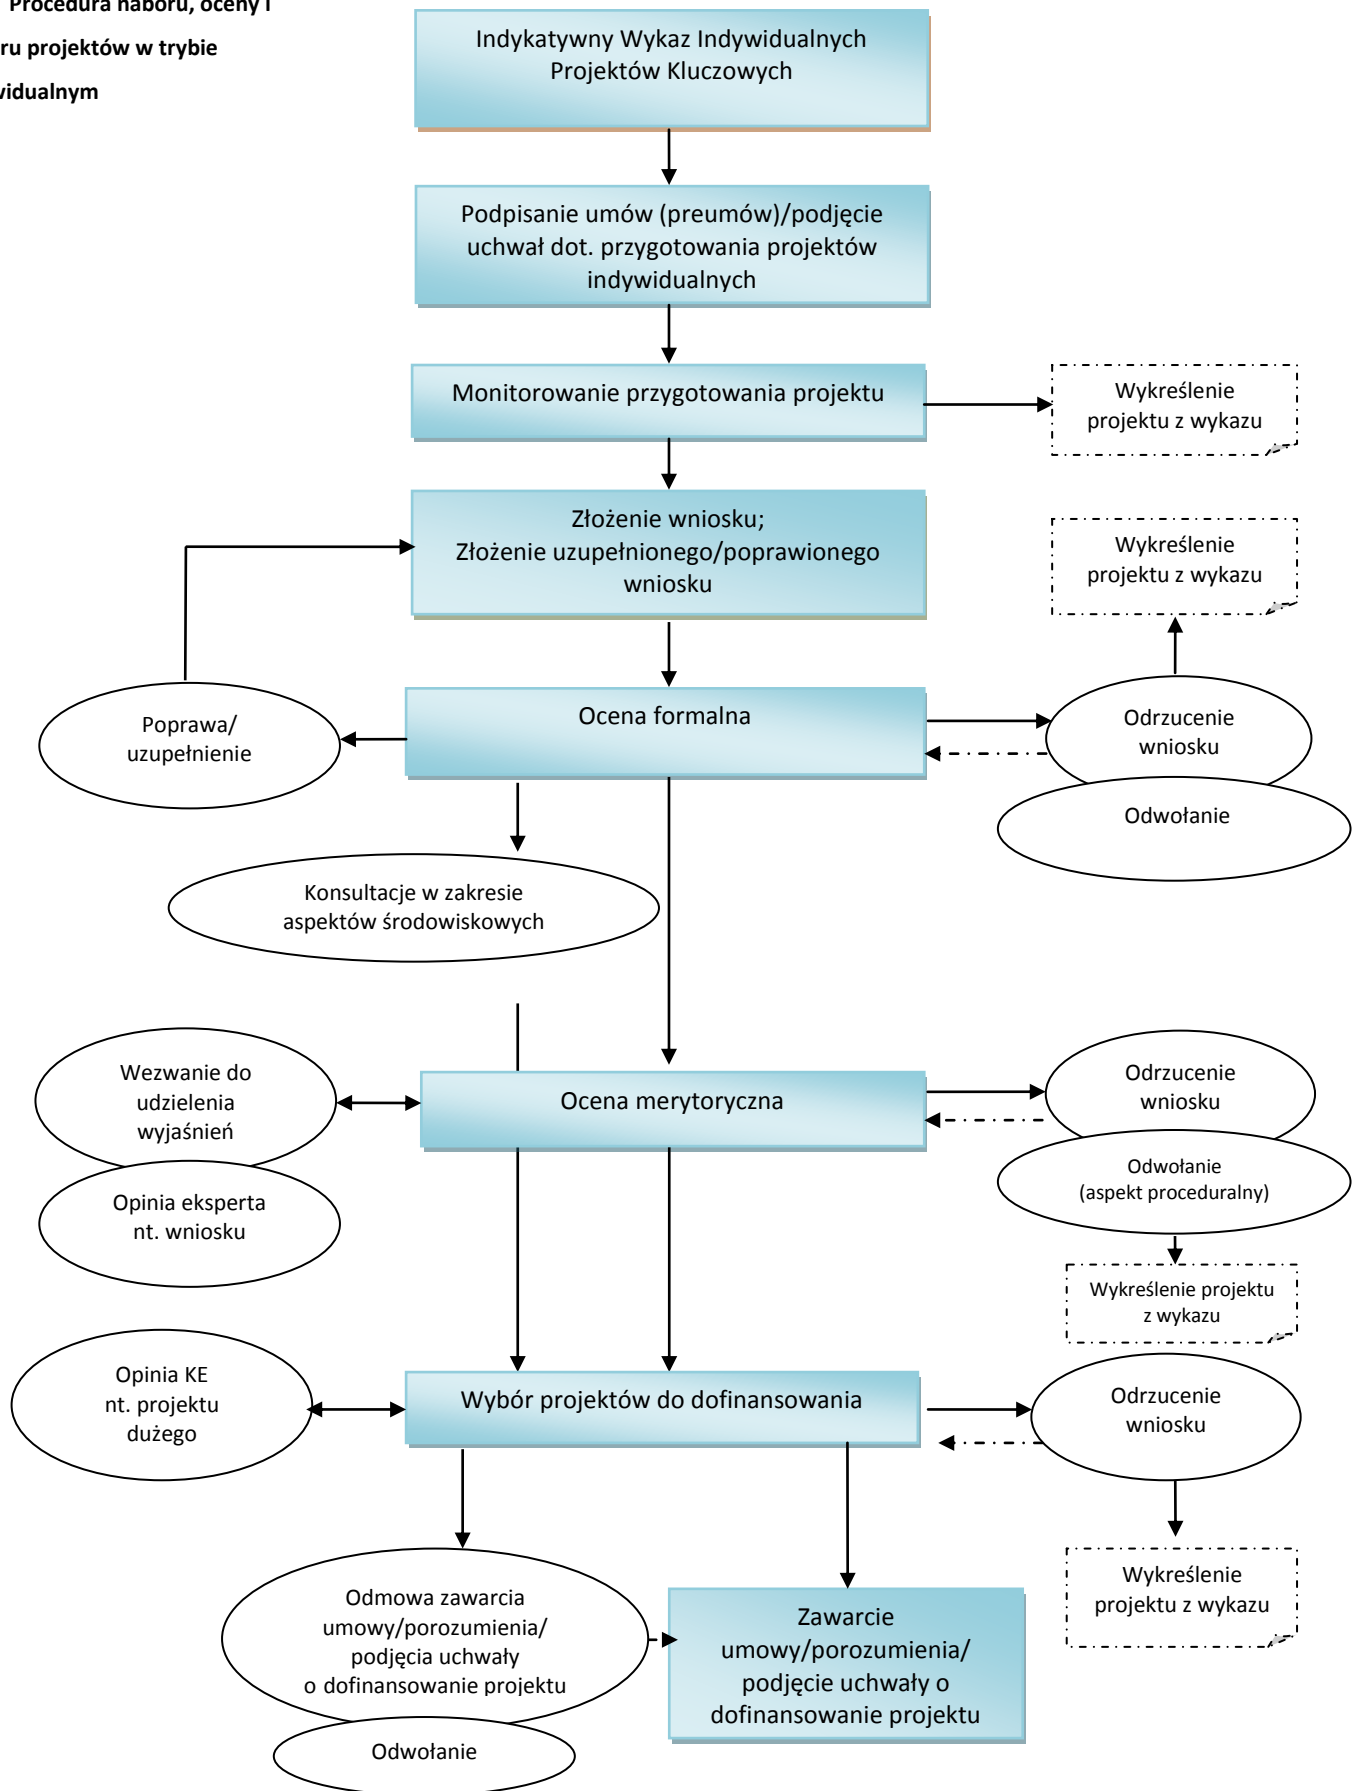 Procedura naboru, oceny i
ru projektów w trybie
widualnym
Indykatywny Wykaz Indywidualnych
Projektów Kluczowych
Podpisanie umów (preumów)/podjęcie
uchwał dot. przygotowania projektów
indywidualnych
Monitorowanie przygotowania projektu
Wykreślenie
projektu z wykazu
Złożenie wniosku;
Złożenie uzupełnionego/poprawionego
wniosku
Wykreślenie
projektu z wykazu
Poprawa/
uzupełnienie
Ocena formalna
Odrzucenie
wniosku
Odwołanie
Konsultacje w zakresie
aspektów środowiskowych
Wezwanie do
udzielenia
wyjaśnień
Opinia eksperta
nt. wniosku
Ocena merytoryczna
Odrzucenie
wniosku
Odwołanie
(aspekt proceduralny)
Wykreślenie projektu
z wykazu
Opinia KE
nt. projektu
dużego
Wybór projektów do dofinansowania
Odrzucenie
wniosku
Wykreślenie
projektu z wykazu
Odmowa zawarcia
umowy/porozumienia/
podjęcia uchwały
o dofinansowanie projektu
Odwołanie
Zawarcie
umowy/porozumienia/
podjęcie uchwały o
dofinansowanie projektu